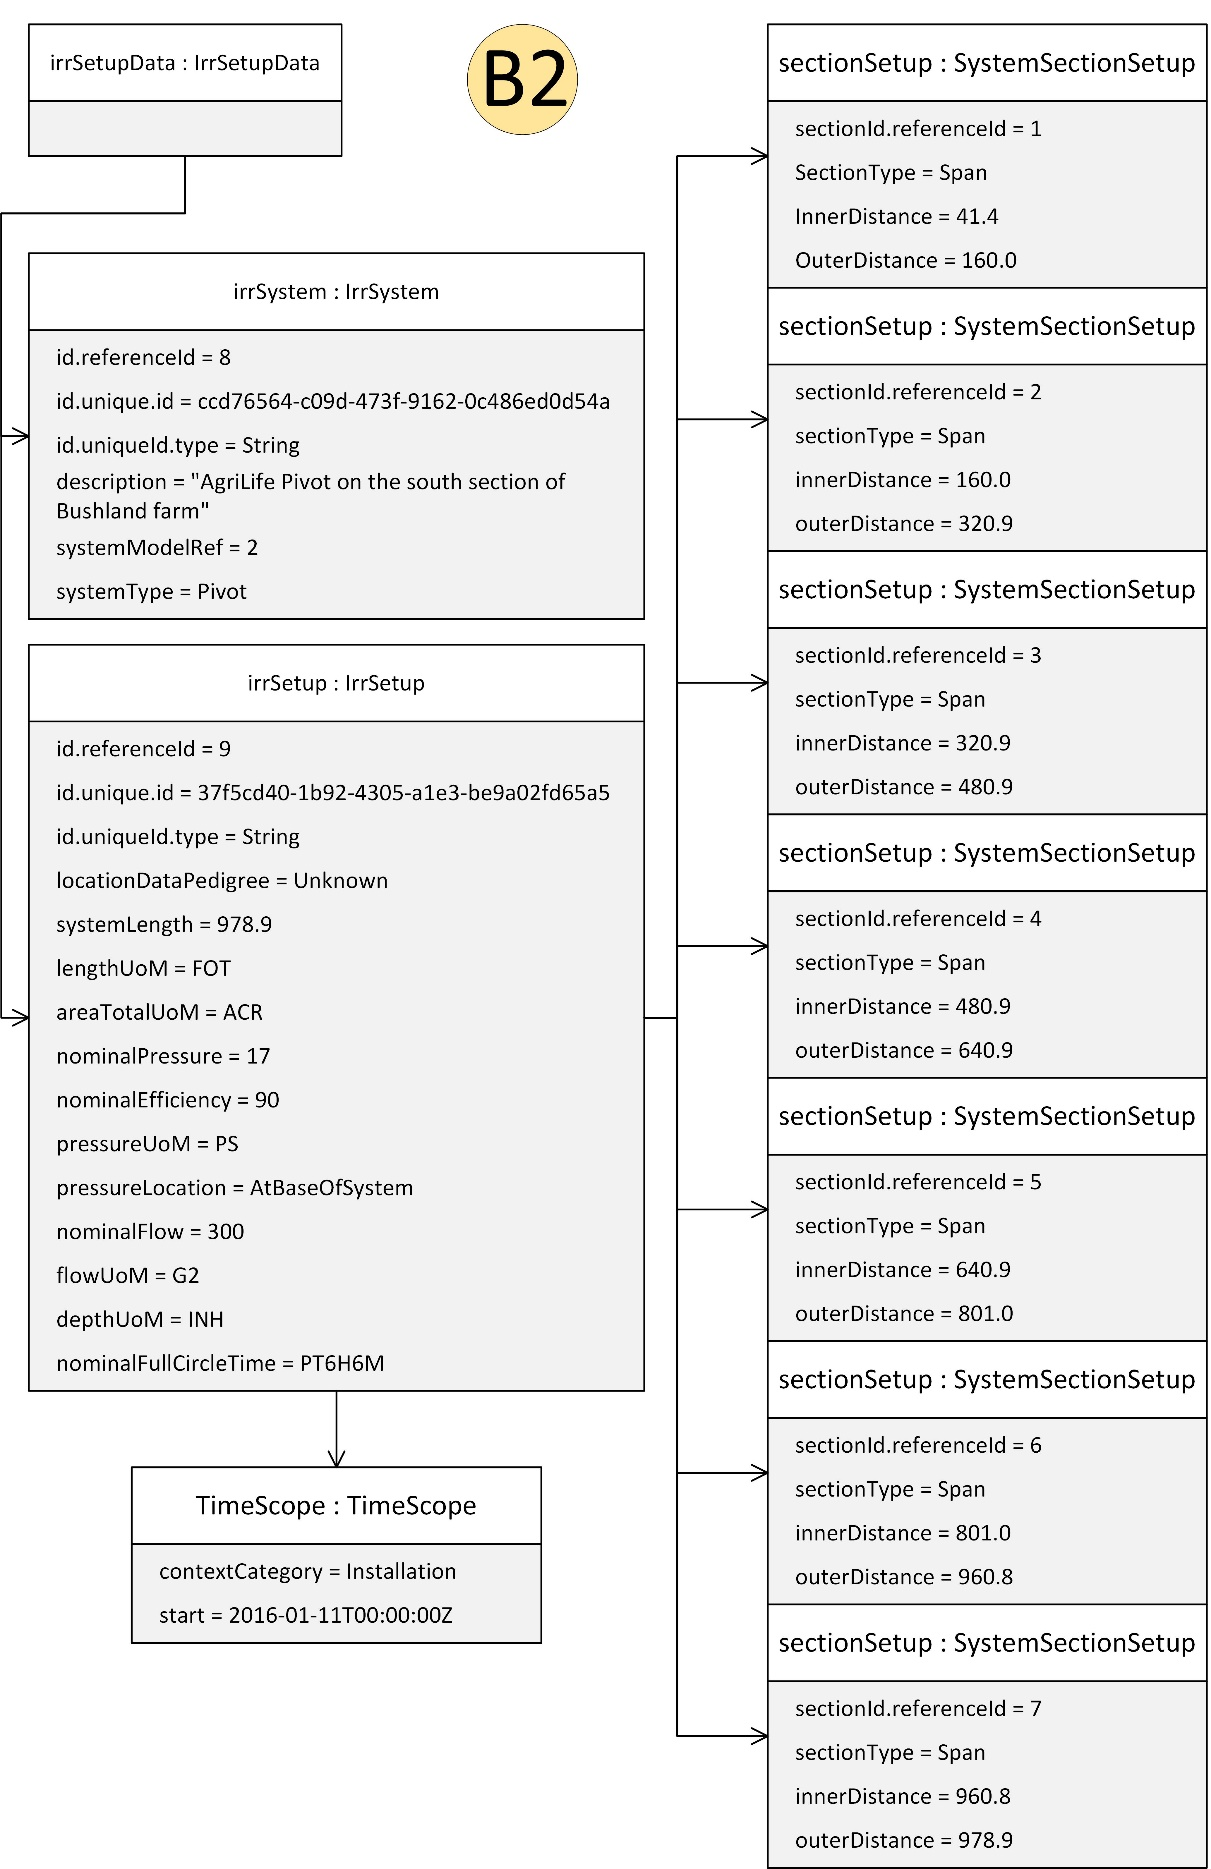 irrSetupData : IrrSetupData
B2
irrSystem : IrrSystem
id.referenceId = 8
id.unique.id = ccd76564-c09d-473f-9162-0c486ed0d54a
id.uniqueId.type = String
description = "AgriLife Pivot on the south section of
Bushland farm"
systemModelRef = 2
systemType = Pivot
irrSetup : IrrSetup
id.referenceId = 9
id.unique.id = 37f5cd40-1b92-4305-a1e3-be9a02fd65a5
id.uniqueId.type = String
locationDataPedigree = Unknown
systemLength = 978.9
lengthUoM = FOT
areaTotalUoM = ACR
nominalPressure = 17
nominalEfficiency = 90
pressureUoM = PS
pressureLocation = AtBaseOfSystem
nominalFlow = 300
flowUoM = G2
depthUoM = INH
nominalFullCircleTime = PT6H6M
TimeScope : TimeScope
contextCategory = Installation
start = 2016-01-11T00:00:00Z
sectionSetup : SystemSectionSetup
sectionId.referenceId = 1
SectionType = Span
InnerDistance = 41.4
OuterDistance = 160.0
sectionSetup : SystemSectionSetup
sectionId.referenceId = 2
sectionType = Span
innerDistance = 160.0
outerDistance = 320.9
sectionSetup : SystemSectionSetup
sectionId.referenceId = 3
sectionType = Span
innerDistance = 320.9
outerDistance = 480.9
sectionSetup : SystemSectionSetup
sectionId.referenceId = 4
sectionType = Span
innerDistance = 480.9
outerDistance = 640.9
sectionSetup : SystemSectionSetup
sectionId.referenceId = 5
sectionType = Span
innerDistance = 640.9
outerDistance = 801.0
sectionSetup : SystemSectionSetup
sectionId.referenceId = 6
sectionType = Span
innerDistance = 801.0
outerDistance = 960.8
sectionSetup : SystemSectionSetup
sectionId.referenceId = 7
sectionType = Span
innerDistance = 960.8
outerDistance = 978.9